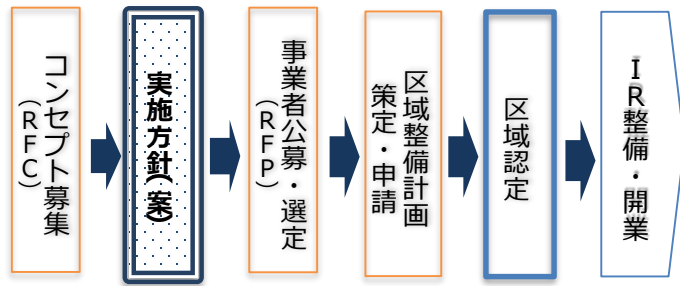 コンセプト募集
（ＲＦＣ）
実施方針（案）
事業者公募・選定
（ＲＦＰ）
区域整備計画
策定・申請
区域認定
ＩＲ整備・開業